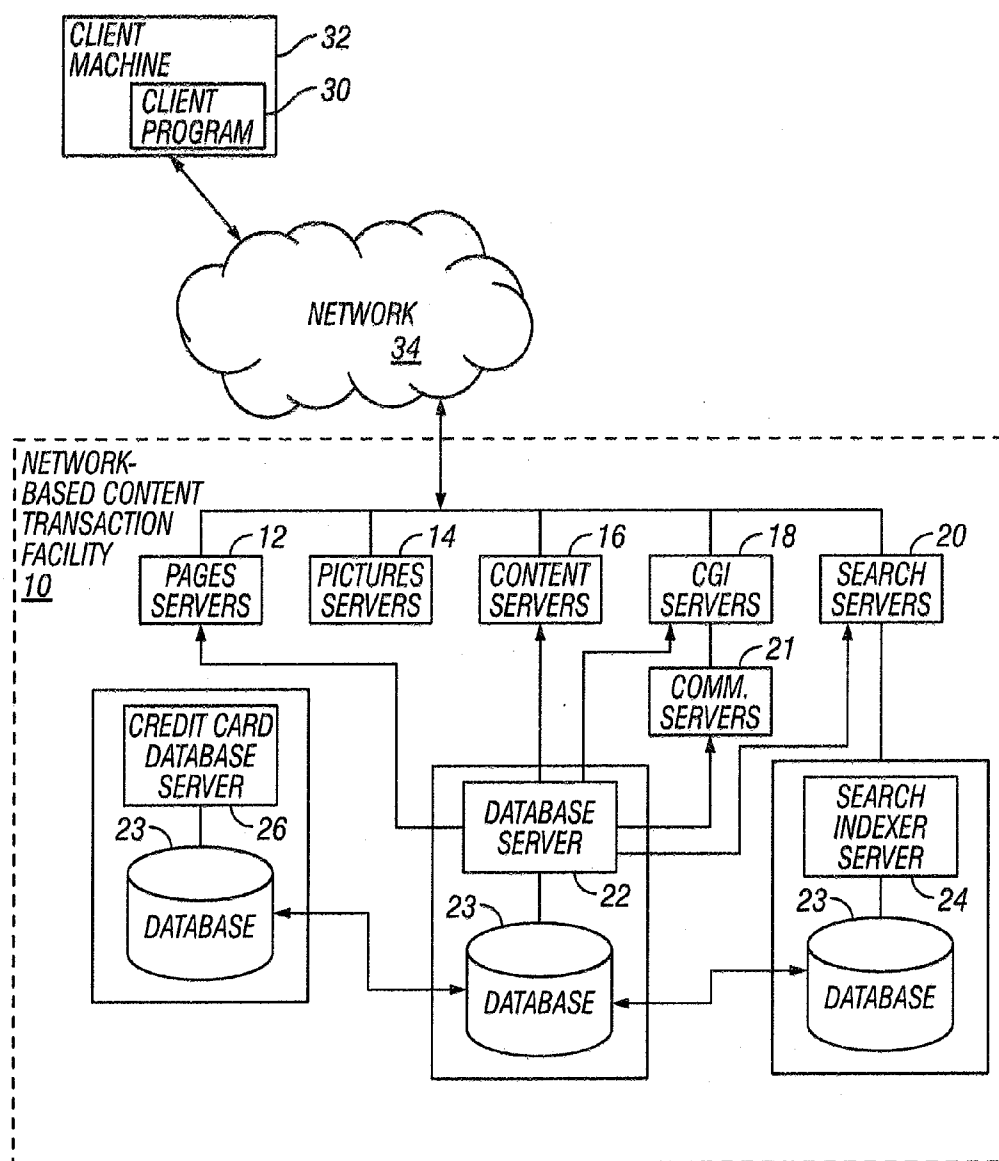 CLIENT
MACHINE
32
CLIENT
PROGRAM
30
NETWORK
34
NETWORK-
BASED CONTENT
TRANSACTION
FACILITY
10
12
14
16
18
20
PAGES
SERVERS
PICTURES
SERVERS
CONTENT
SERVERS
CGI
SERVERS
SEARCH
SERVERS
21
COMM.
SERVERS
CREDIT CARD
DATABASE
SERVER
26
23
DATABASE
DATABASE
SERVER
22
23
DATABASE
SEARCH
INDEXER
SERVER
24
23
DATABASE